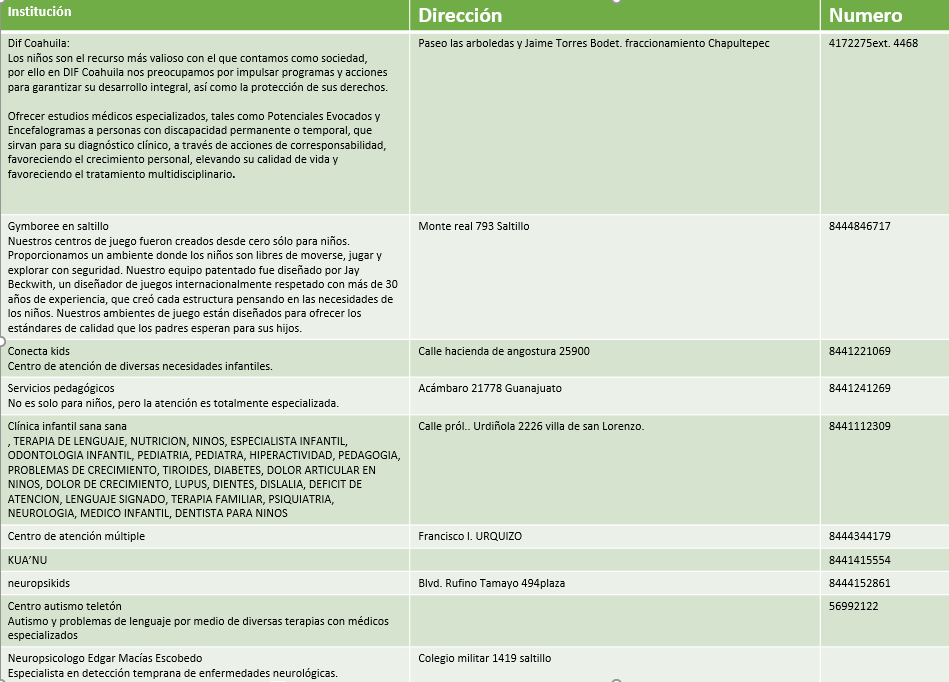 Institución
Dirección
Numero
Dif Coahuila:
Los niños son el recurso más valioso con el que contamos como sociedad,
por ello en DIF Coahuila nos preocupamos por impulsar programas y acciones
para garantizar su desarrollo integral, así como la protección de sus derechos.
Ofrecer estudios médicos especializados, tales como Potenciales Evocados y
Encefalogramas a personas con discapacidad permanente o temporal, que
sirvan para su diagnóstico clínico, a través de acciones de corresponsabilidad,
favoreciendo el crecimiento personal, elevando su calidad de vida y
favoreciendo el tratamiento multidisciplinario.
Paseo las arboledas y Jaime Torres Bodet. fraccionamiento Chapultepec
4172275ext. 4468
Gymboree en saltillo
Nuestros centros de juego fueron creados desde cero sólo para niños.
Proporcionamos un ambiente donde los niños son libres de moverse, jugar y
explorar con seguridad. Nuestro equipo patentado fue diseñado por Jay
Beckwith, un diseñador de juegos internacionalmente respetado con más de 30
años de experiencia, que creó cada estructura pensando en las necesidades de
los niños. Nuestros ambientes de juego están diseñados para ofrecer los
estándares de calidad que los padres esperan para sus hijos.
Monte real 793 Saltillo
8444846717
Conecta kids
Centro de atención de diversas necesidades infantiles.
Calle hacienda de angostura 25900
8441221069
Servicios pedagógicos
No es solo para niños, pero la atención es totalmente especializada.
Acámbaro 21778 Guanajuato
8441241269
Clínica infantil sana sana
, TERAPIA DE LENGUAJE, NUTRICION, NINOS, ESPECIALISTA INFANTIL,
ODONTOLOGIA INFANTIL, PEDIATRIA, PEDIATRA, HIPERACTIVIDAD, PEDAGOGIA,
PROBLEMAS DE CRECIMIENTO, TIROIDES, DIABETES, DOLOR ARTICULAR EN
NINOS, DOLOR DE CRECIMIENTO, LUPUS, DIENTES, DISLALIA, DEFICIT DE
ATENCION, LENGUAJE SIGNADO, TERAPIA FAMILIAR, PSIQUIATRIA,
NEUROLOGIA, MEDICO INFANTIL, DENTISTA PARA NINOS
Calle pról.. Urdiñola 2226 villa de san Lorenzo.
8441112309
Centro de atención múltiple
Francisco I. URQUIZO
8444344179
KUA’NU
8441415554
neuropsikids
Blvd. Rufino Tamayo 494plaza
8444152861
Centro autismo teletón
Autismo y problemas de lenguaje por medio de diversas terapias con médicos
especializados
56992122
Neuropsicologo Edgar Macías Escobedo
Especialista en detección temprana de enfermedades neurológicas.
Colegio militar 1419 saltillo